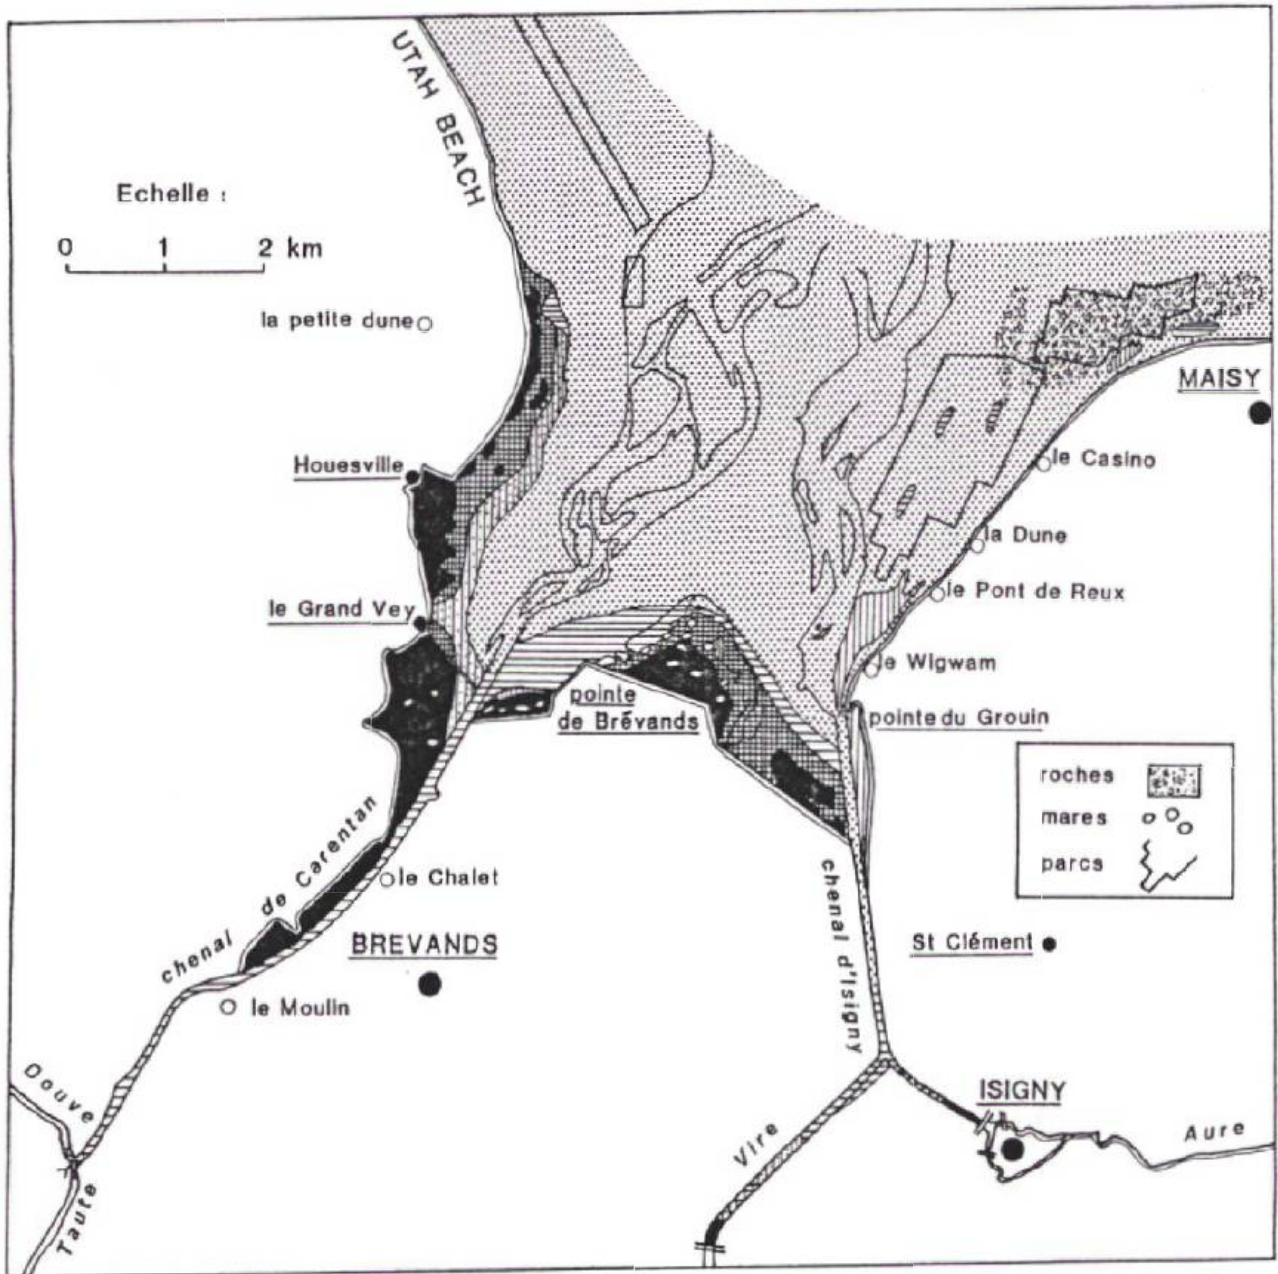 UTAH BEACH
Echelle :
0 1 2 km
la petite dune
MAISY
Houesville
le Casino
la Dune
le Grand Vey
le Pont de Reux
le Wigwam
pointe
de Brévands
pointe du Grouin
roches
mares
parcs
chenal de Carentan
le Chalet
chenal d'Isigny
BREVANDS
St Clément
le Moulin
Douve
ISIGNY
Vire
Aure
Taute